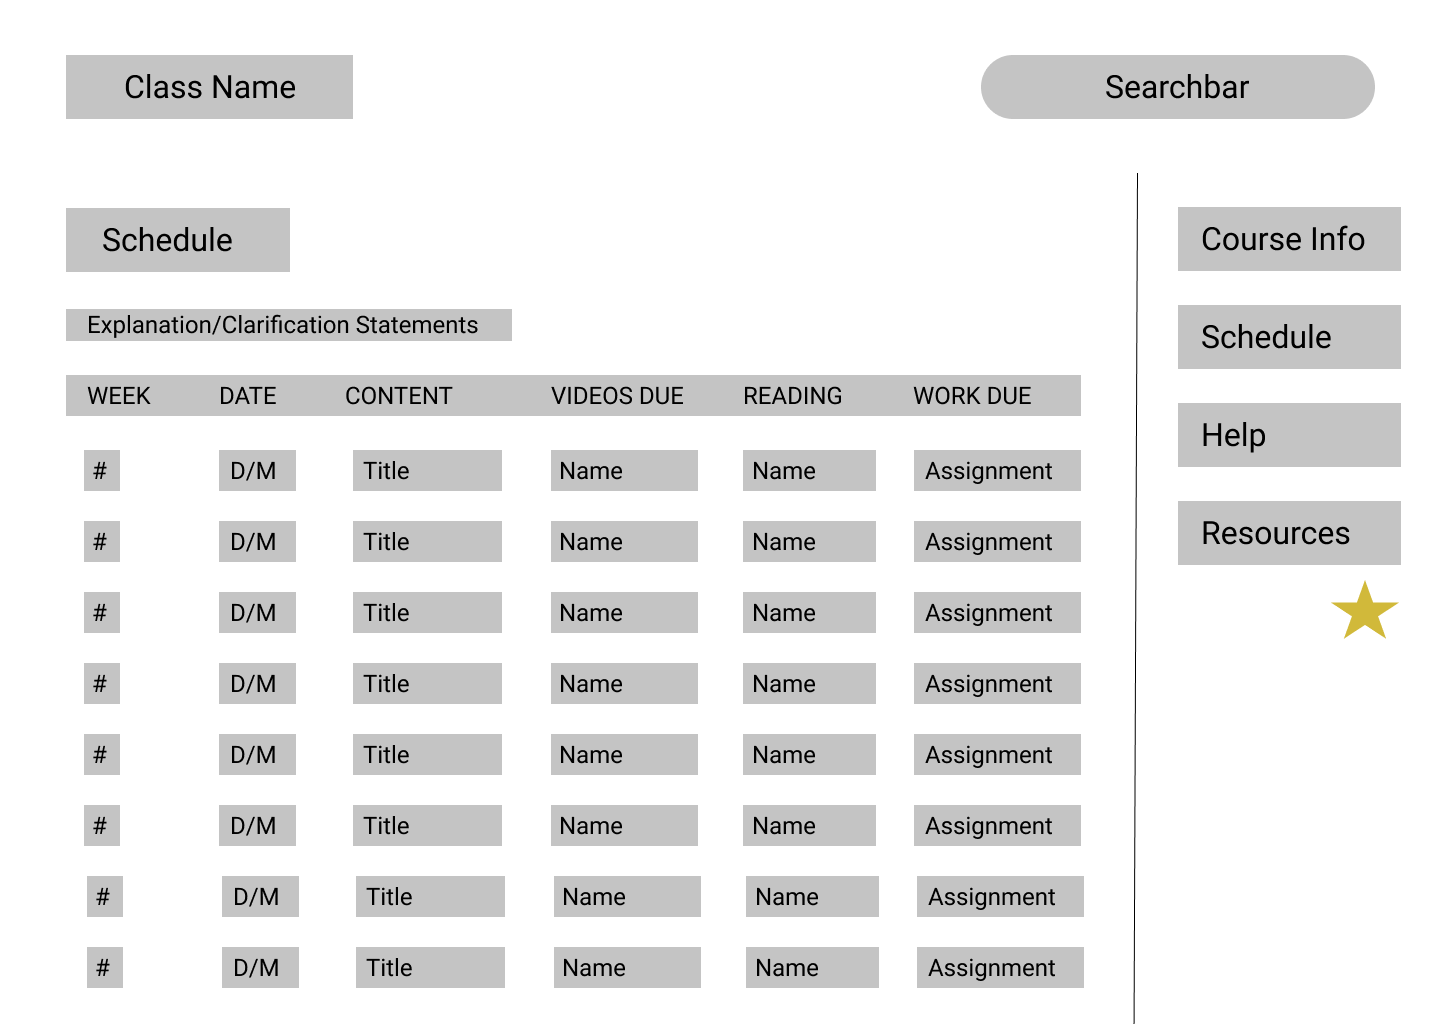 Class Name
Searchbar
Schedule
Explanation/Clarification Statements
WEEK DATE CONTENT VIDEOS DUE READING WORK DUE
# D/M Title Name Name Assignment
# D/M Title Name Name Assignment
# D/M Title Name Name Assignment
# D/M Title Name Name Assignment
# D/M Title Name Name Assignment
# D/M Title Name Name Assignment
# D/M Title Name Name Assignment
# D/M Title Name Name Assignment
Course Info
Schedule
Help
Resources